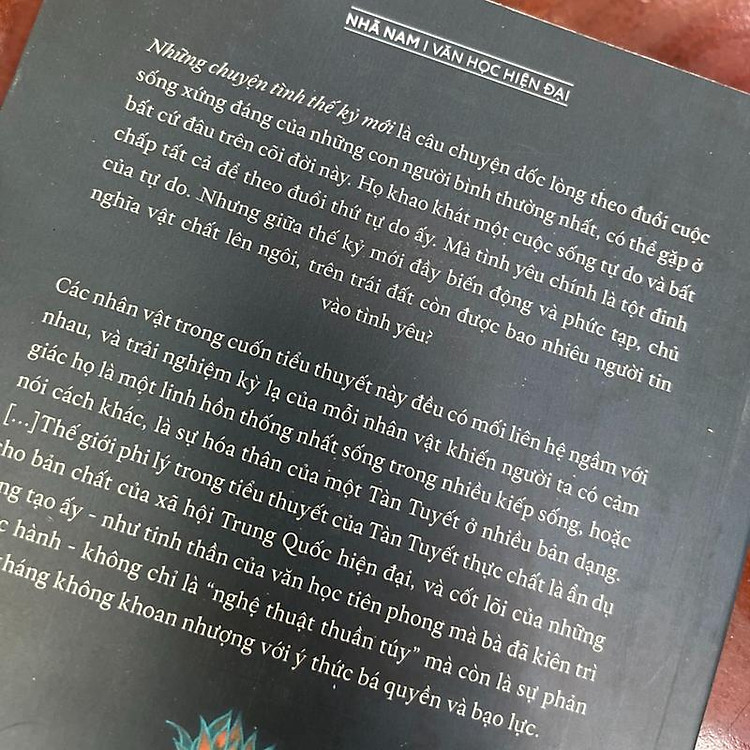 NHÃ NAM | VĂN HỌC HIỆN ĐẠI
Những chuyện tình thế kỷ mới là câu chuyện dốc lòng theo đuổi cuộc
sống xứng đáng của những con người bình thường nhất, có thể gặp ở
bất cứ đâu trên cõi đời này. Họ khao khát một cuộc sống tự do và bất
chấp tất cả để theo đuổi thứ tự do ấy. Mà tình yêu chính là tột đỉnh
của tự do. Nhưng giữa thế kỷ mới đầy biến động và phức tạp, chủ
nghĩa vật chất lên ngôi, trên trái đất còn được bao nhiêu người tin
vào tình yêu?
Các nhân vật trong cuốn tiểu thuyết này đều có mối liên hệ ngầm với
nhau, và trải nghiệm kỳ lạ của mỗi nhân vật khiến người ta có cảm
giác họ là một linh hồn thống nhất sống trong nhiều kiếp sống, hoặc
nói cách khác, là sự hóa thân của một Tàn Tuyết ở nhiều bản dạng.
[...] Thế giới phi lý trong tiểu thuyết của Tàn Tuyết thực chất là ẩn dụ
cho bản chất của xã hội Trung Quốc hiện đại, và cốt lõi của những
tạo ấy - như tinh thần của văn học tiên phong mà bà đã kiên trì
hành - không chỉ là “nghệ thuật thuần túy” mà còn là sự phản
kháng không khoan nhượng với ý thức bá quyền và bạo lực.